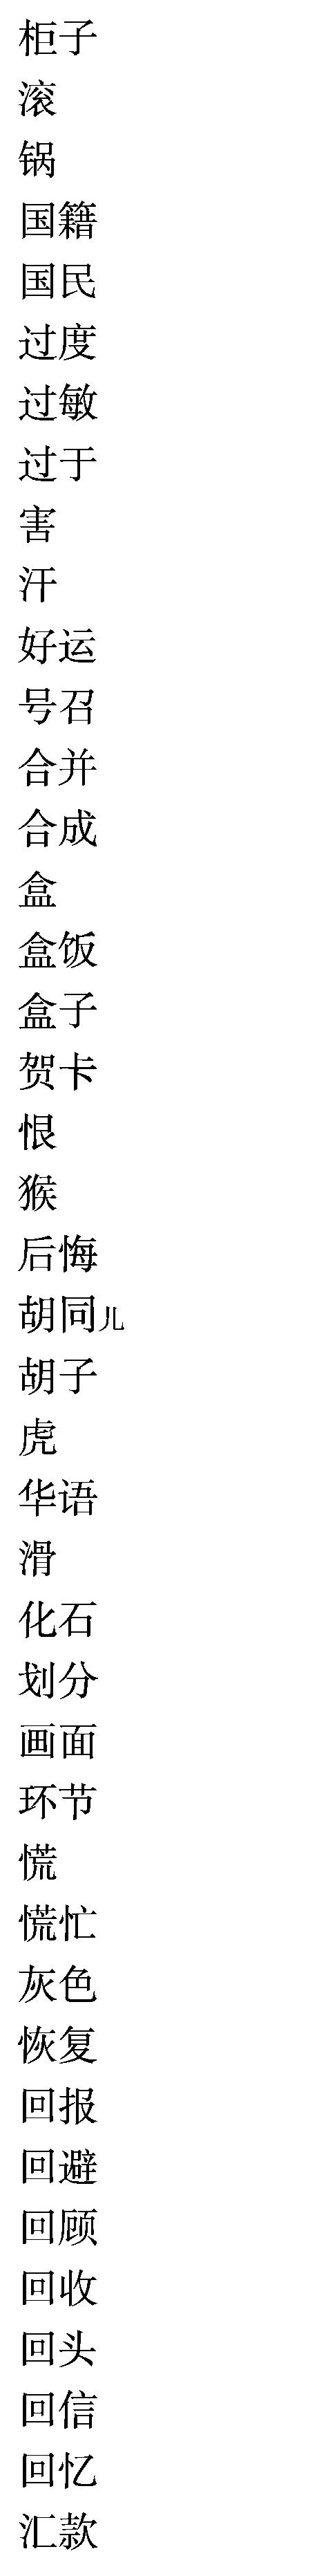 柜子
滚
锅
国籍
国民
过度
过敏
过于
害
汗
好运
号召
合并
合成
盒
盒饭
盒子
贺卡
恨
猴
后悔
胡同儿
胡子
虎
华语
滑
化石
划分
画面
环节
慌
慌忙
灰色
恢复
回报
回避
回顾
回收
回头
回信
回忆
汇款